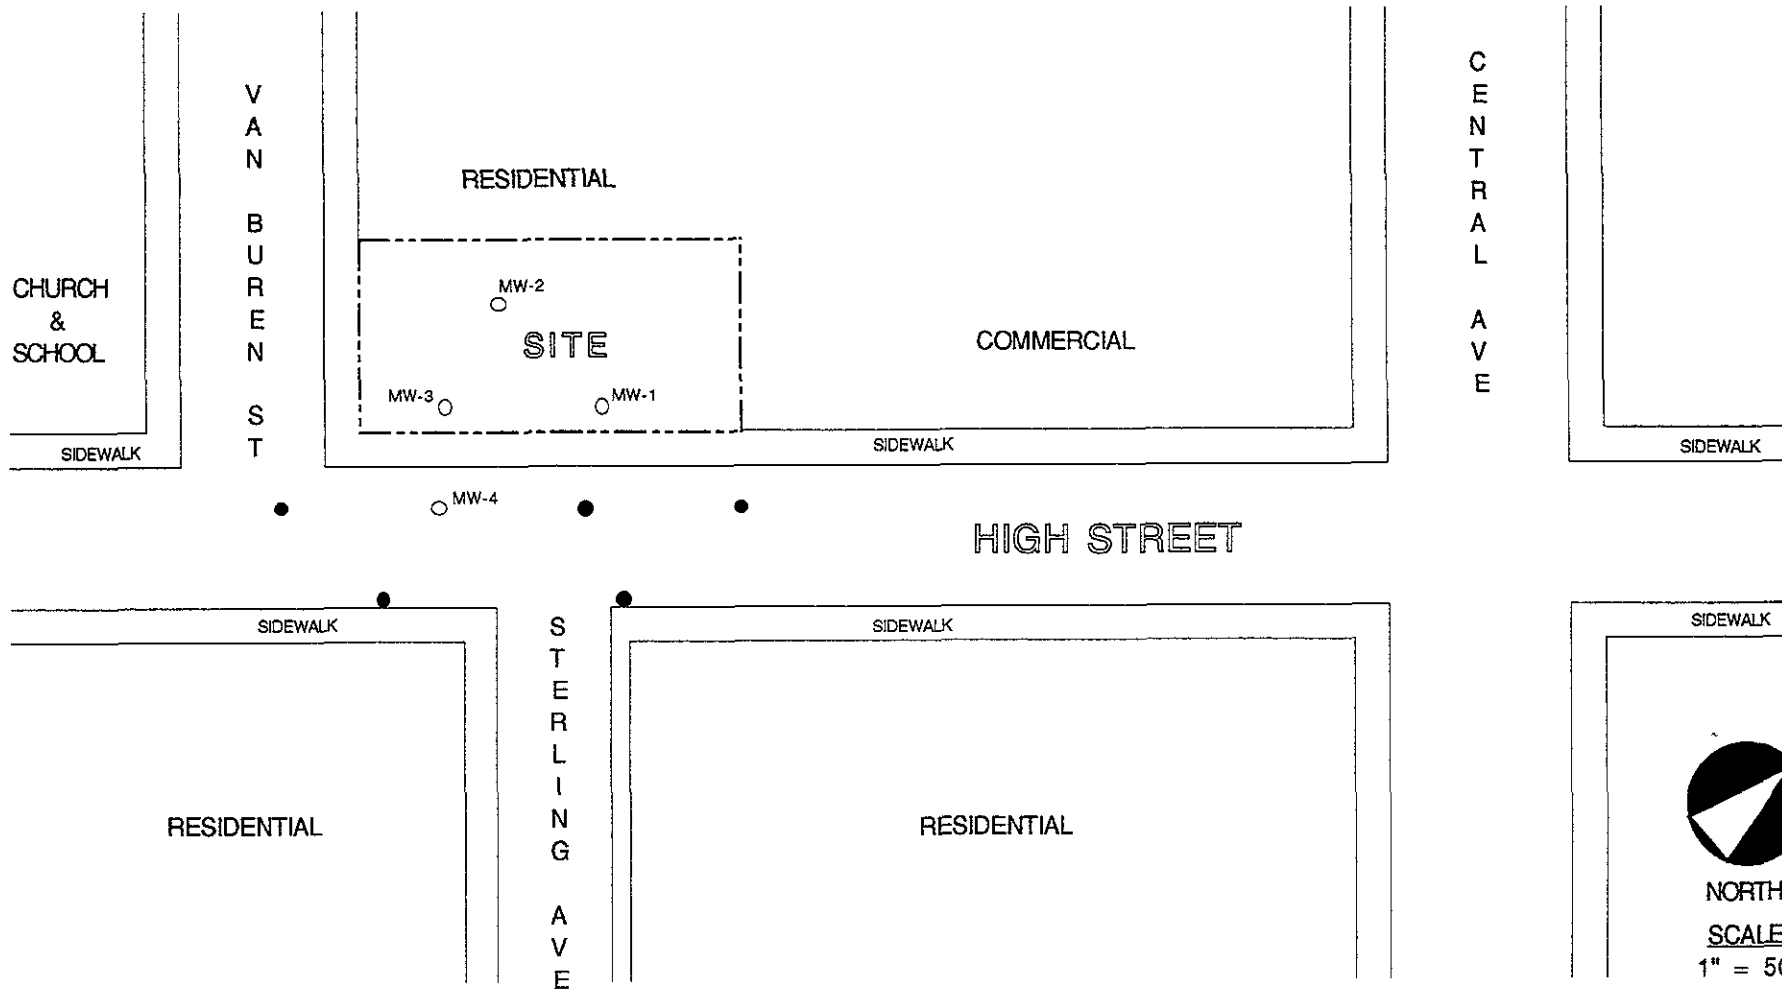 VAN BUREN ST
CENTRAL AVE
RESIDENTIAL
CHURCH
&
SCHOOL
MW-2
SITE
COMMERCIAL
MW-3
MW-1
SIDEWALK
SIDEWALK
SIDEWALK
MW-4
HIGH STREET
SIDEWALK
STERLING AVE
SIDEWALK
SIDEWALK
RESIDENTIAL
RESIDENTIAL
NORTH
SCALE
1" =